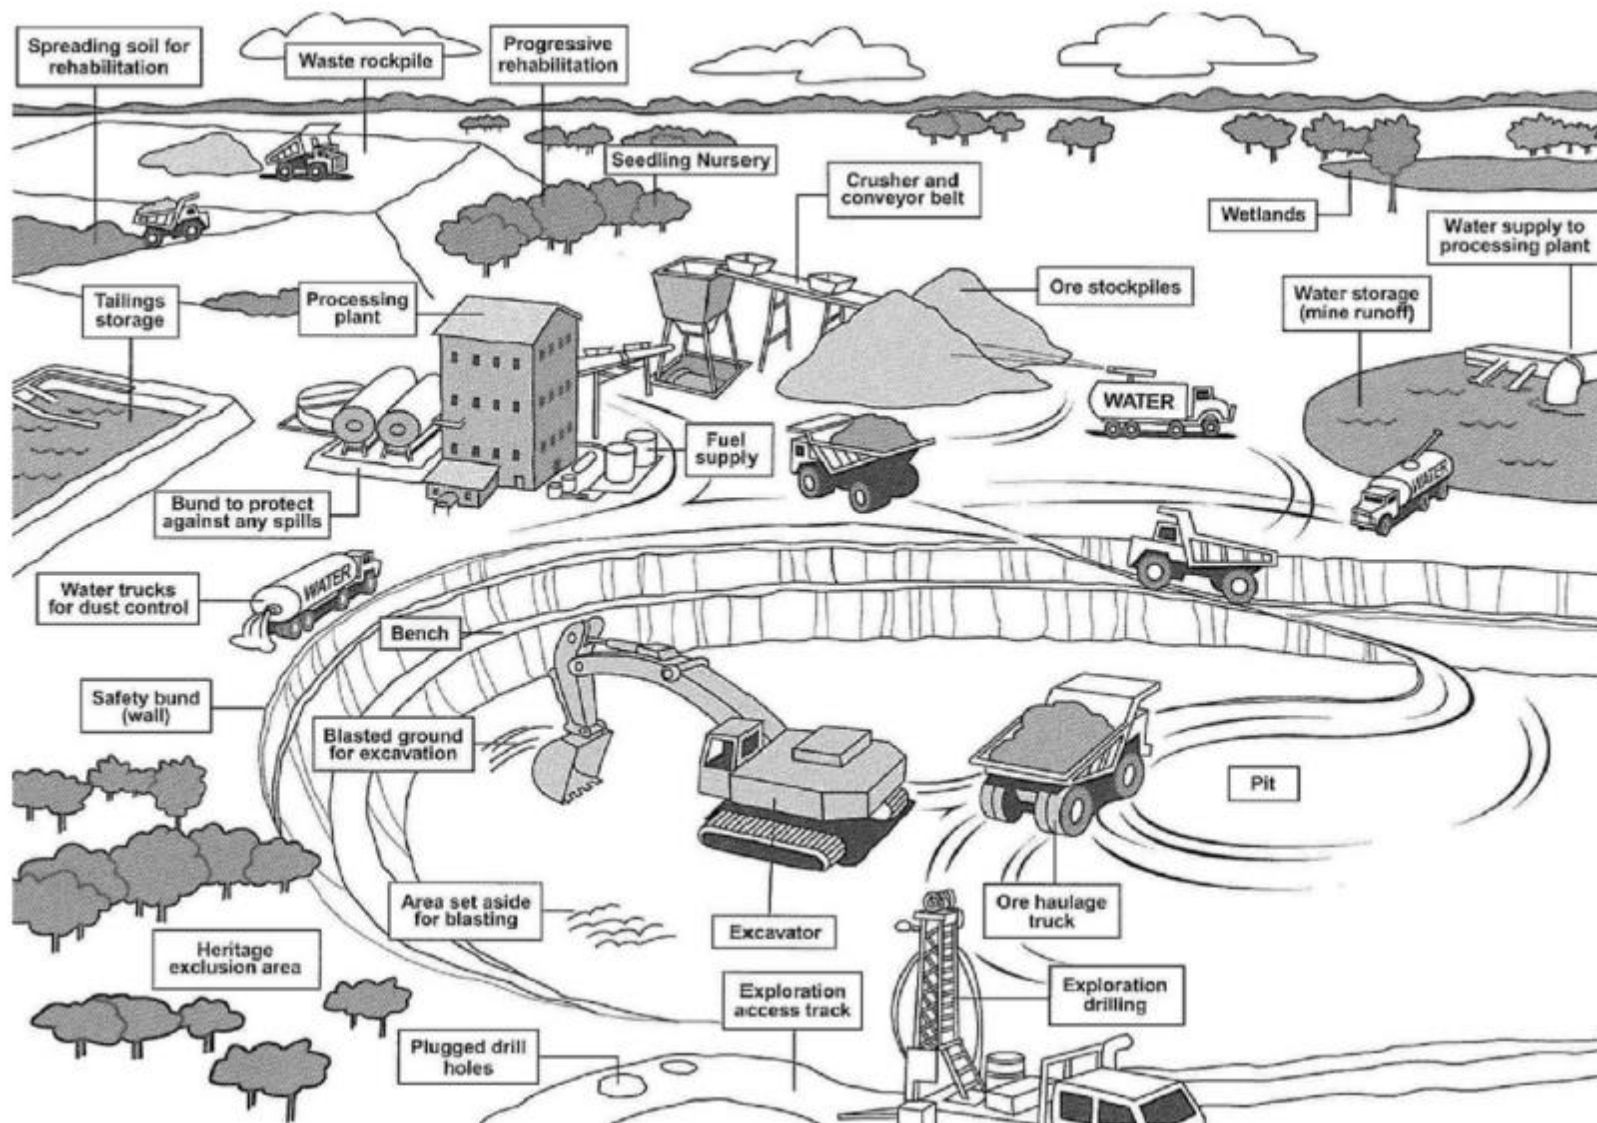 Spreading soil for
rehabilitation
Waste rockpile
Progressive
rehabilitation
Seedling Nursery
Crusher and
conveyor belt
Wetlands
Water supply to
processing plant
Tailings
storage
Processing
plant
Ore stockpiles
Water storage
(mine runoff)
WATER
Fuel
supply
WATER
Bund to protect
against any spills
Water trucks
for dust control
WATER
Bench
Safety bund
(wall)
Blasted ground
for excavation
Pit
Area set aside
for blasting
Excavator
Ore haulage
truck
Heritage
exclusion area
Exploration
access track
Exploration
drilling
Plugged drill
holes